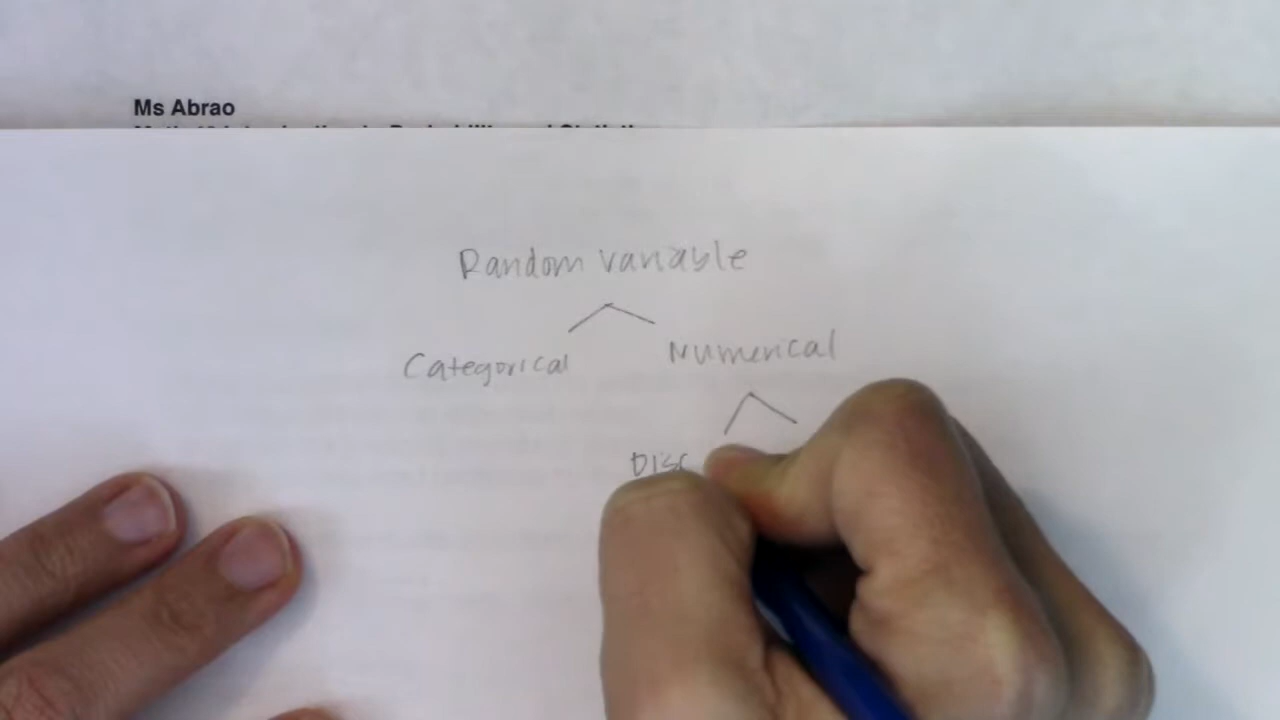 Ms Abrao
Random variable
Categorical
Numerical
Disc